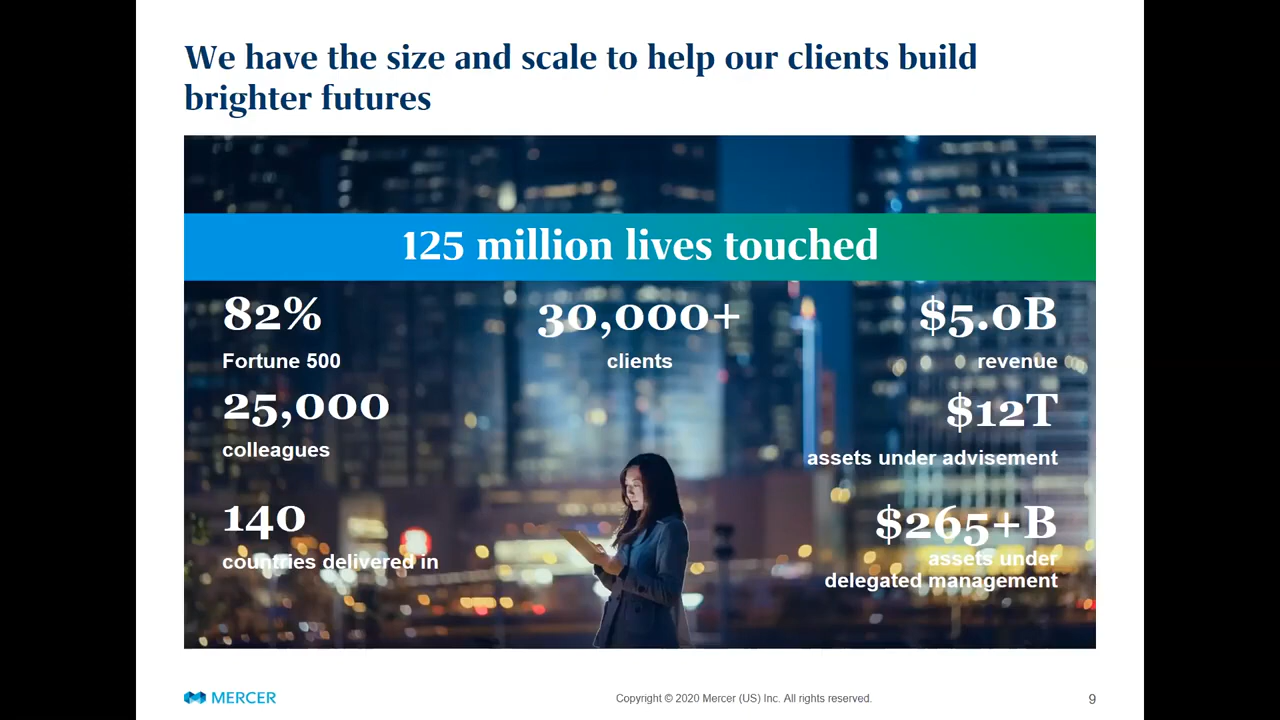 We have the size and scale to help our clients build
brighter futures
125 million lives touched
82%
Fortune 500
30,000+
clients
$5.0B
revenue
25,000
colleagues
$12T
assets under advisement
140
countries delivered in
$265+B
assets under
delegated management
MERCER
Copyright © 2020 Mercer (US) Inc. All rights reserved.
9